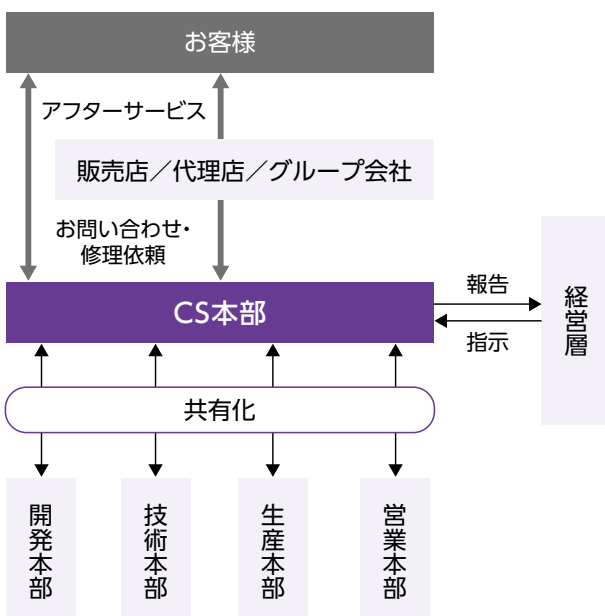 お客様
アフターサービス
販売店／代理店／グループ会社
お問い合わせ・
修理依頼
CS本部
報告
指示
経営層
共有化
開発本部
技術本部
生産本部
営業本部